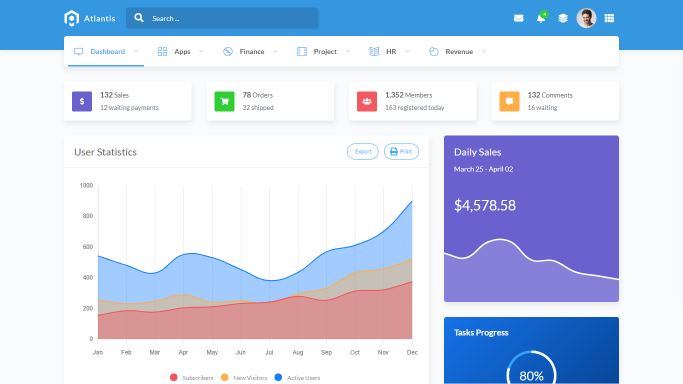 Atlantis
Search ...
4
Dashboard
Apps
Finance
Project
HR
Revenue
132 Sales
12 waiting payments
78 Orders
32 shipped
1,352 Members
163 registered today
132 Comments
16 waiting
User Statistics
Export
Print
1000
800
600
400
200
0
Jan Feb Mar Apr May Jun Jul Aug Sep Oct Nov Dec
Subscribers New Visitors Active Users
Daily Sales
March 25 - April 02
$4,578.58
Tasks Progress
80%